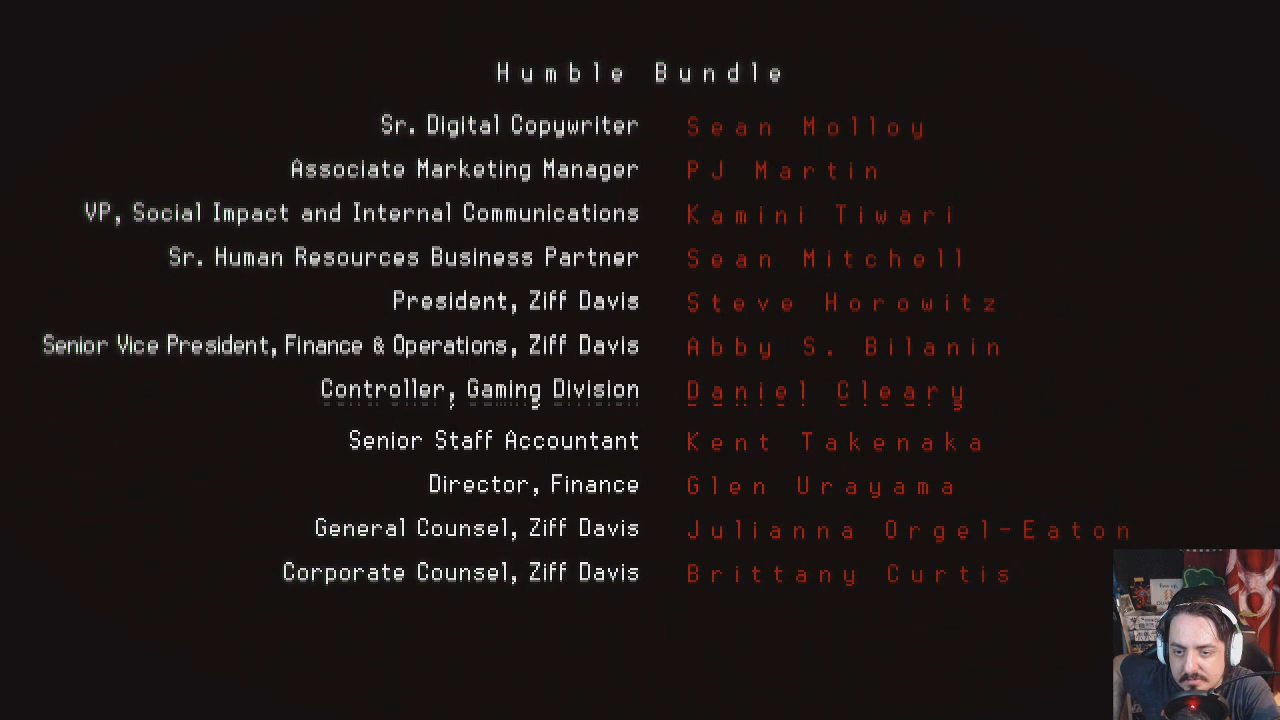 Humble Bundle
Sr. Digital Copywriter Sean Molloy
Associate Marketing Manager PJ Martin
VP, Social Impact and Internal Communications Kamini Tiwari
Sr. Human Resources Business Partner Sean Mitchell
President, Ziff Davis Steve Horowitz
Senior Vice President, Finance & Operations, Ziff Davis Abby S. Bilanin
Controller, Gaming Division Daniel Cleary
Senior Staff Accountant Kent Takenaka
Director, Finance Glen Urayama
General Counsel, Ziff Davis Julianna Orgel-Eaton
Corporate Counsel, Ziff Davis Brittany Curtis